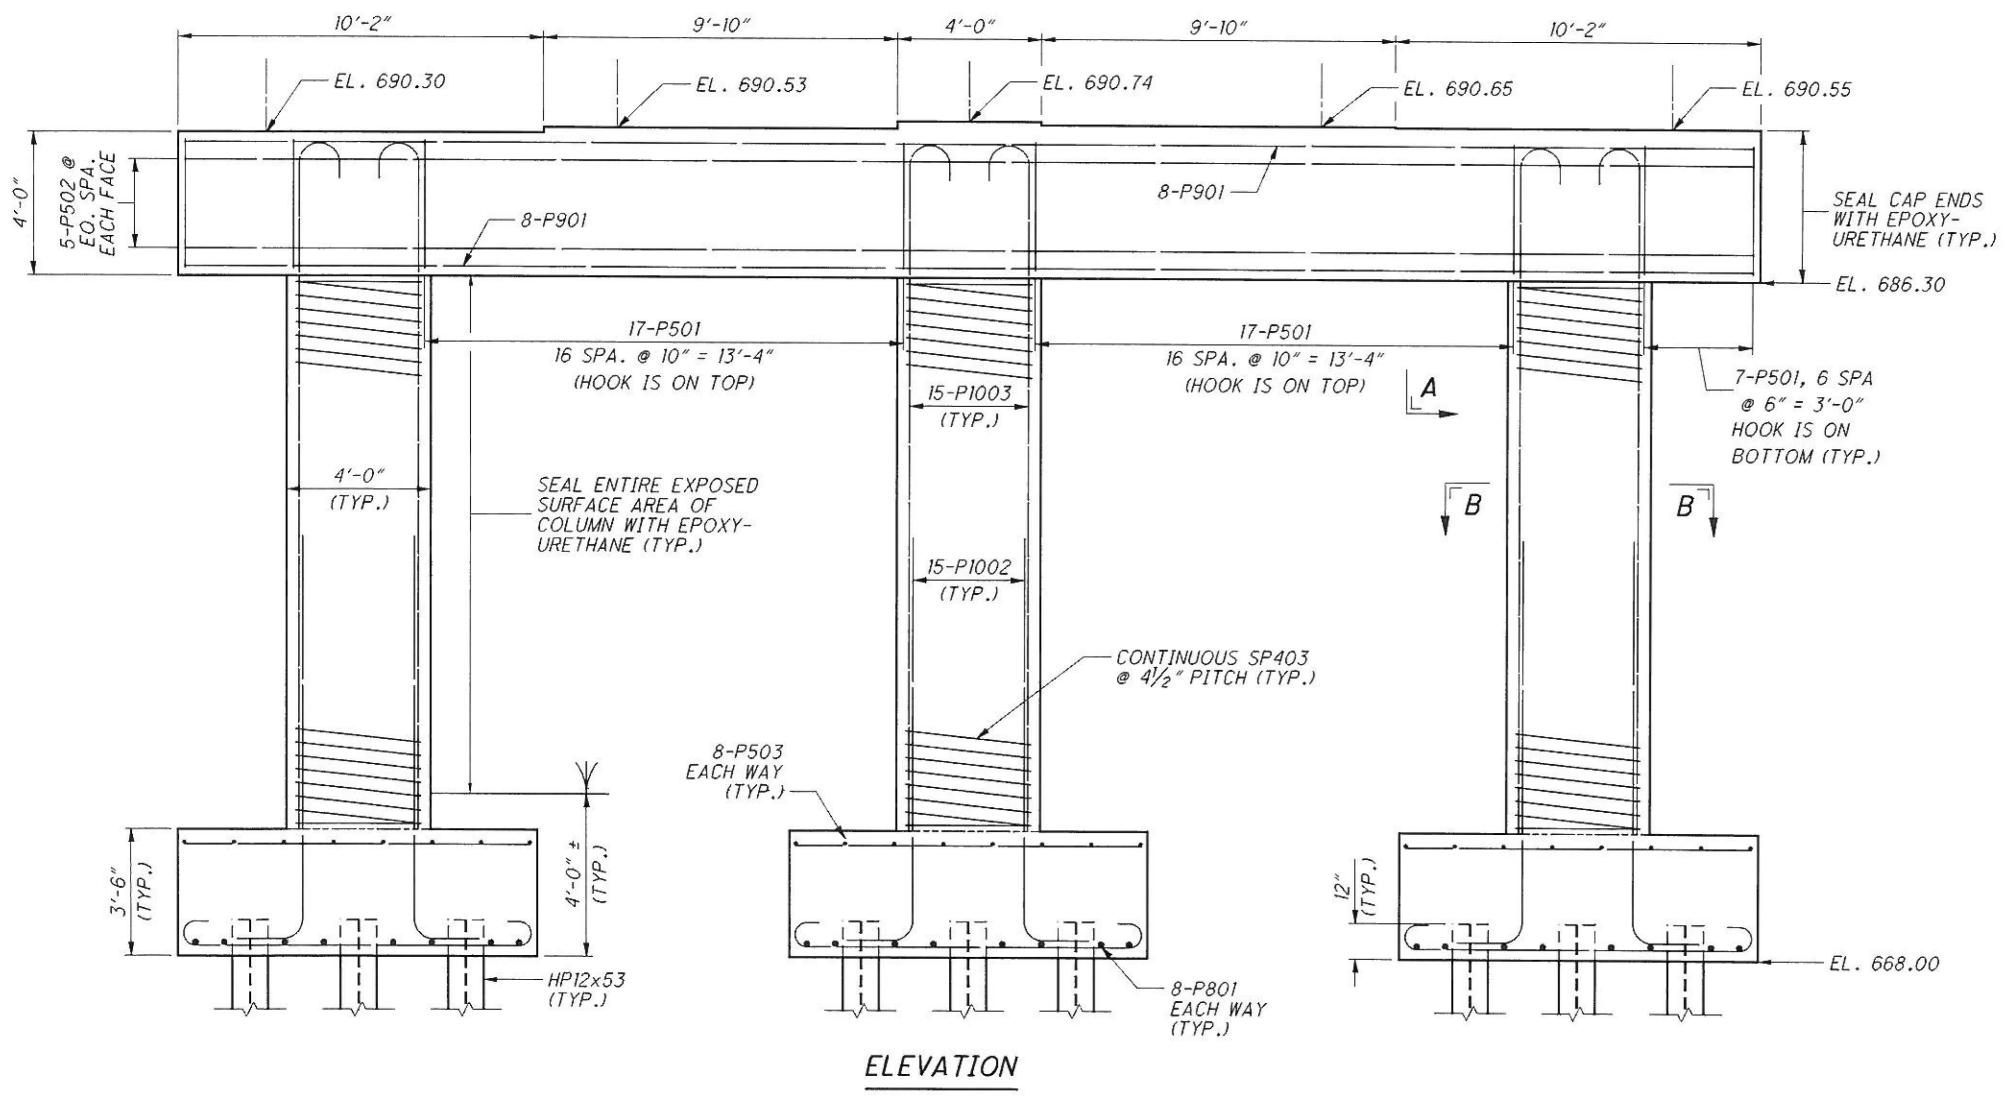 10'-2"
9'-10"
4'-0"
9'-10"
10'-2"
EL. 690.30
EL. 690.53
EL. 690.74
EL. 690.65
EL. 690.55
4'-0"
5-P502 @
EQ. SPA.
EACH FACE
8-P901
8-P901
SEAL CAP ENDS
WITH EPOXY-
URETHANE (TYP.)
EL. 686.30
17-P501
16 SPA. @ 10" = 13'-4"
(HOOK IS ON TOP)
17-P501
16 SPA. @ 10" = 13'-4"
(HOOK IS ON TOP)
7-P501, 6 SPA
@ 6" = 3'-0"
HOOK IS ON
BOTTOM (TYP.)
15-P1003
(TYP.)
A
4'-0"
(TYP.)
SEAL ENTIRE EXPOSED
SURFACE AREA OF
COLUMN WITH EPOXY-
URETHANE (TYP.)
B
B
15-P1002
(TYP.)
CONTINUOUS SP403
@ 4½" PITCH (TYP.)
8-P503
EACH WAY
(TYP.)
3'-6"
(TYP.)
4'-0" ±
(TYP.)
12"
(TYP.)
HP12x53
(TYP.)
8-P801
EACH WAY
(TYP.)
EL. 668.00
ELEVATION